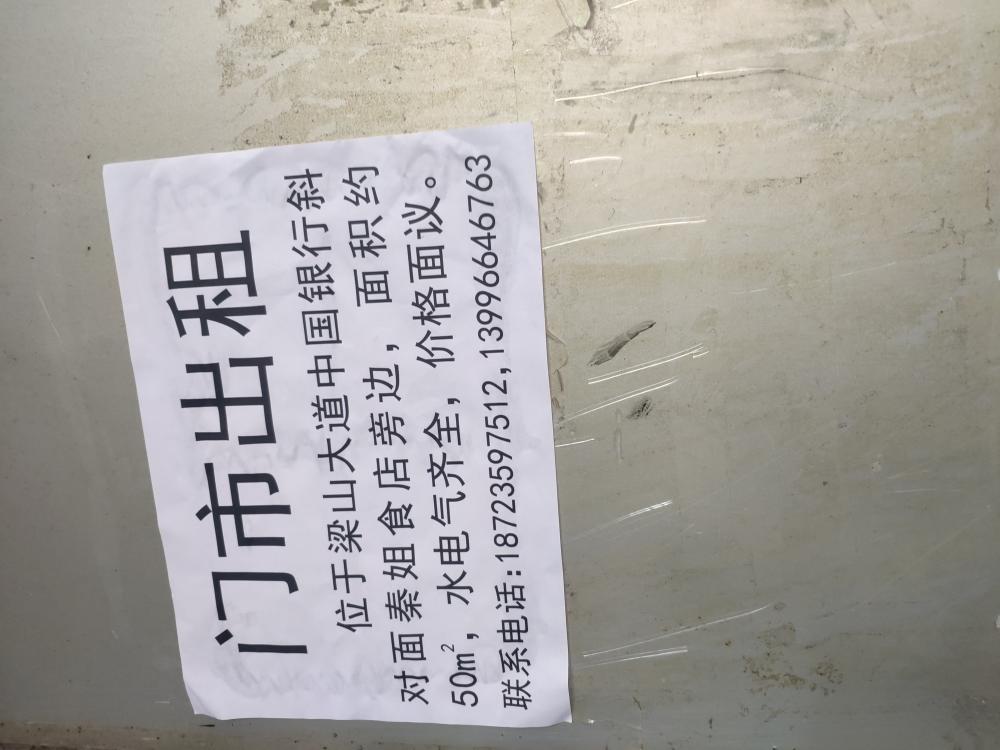 门市出租
位于梁山大道中国银行斜
对面秦姐食店旁边，面积约
50m²，水电气齐全，价格面议。
联系电话:18723597512,13996646763